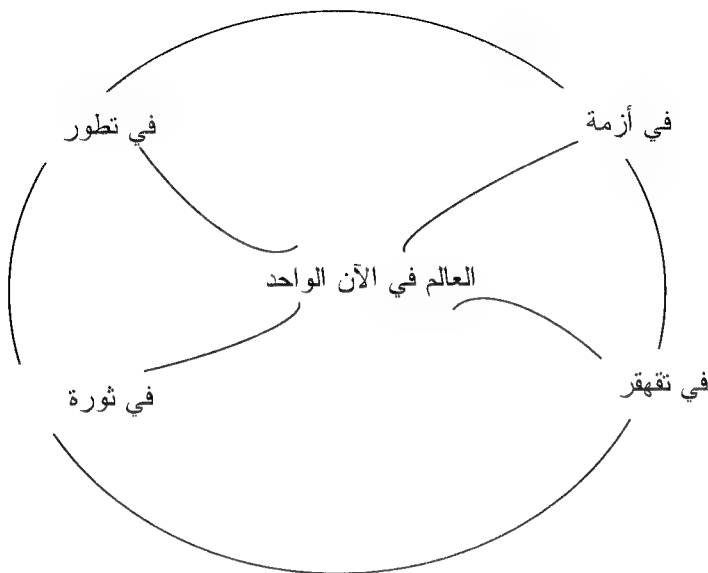 في أزمة
في تطور
العالم في الآن الواحد
في تقهقر
في ثورة